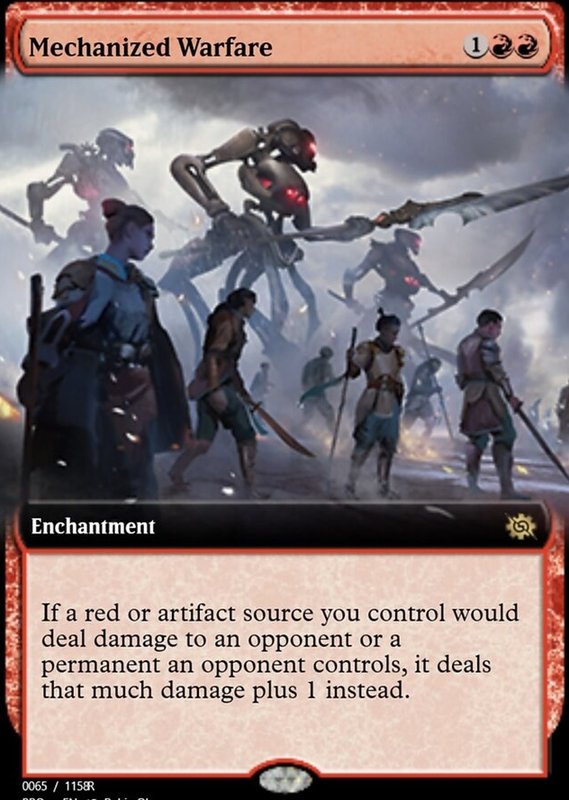 Mechanized Warfare
1
Enchantment
If a red or artifact source you control would
deal damage to an opponent or a
permanent an opponent controls, it deals
that much damage plus 1 instead.
0065 / 1158R